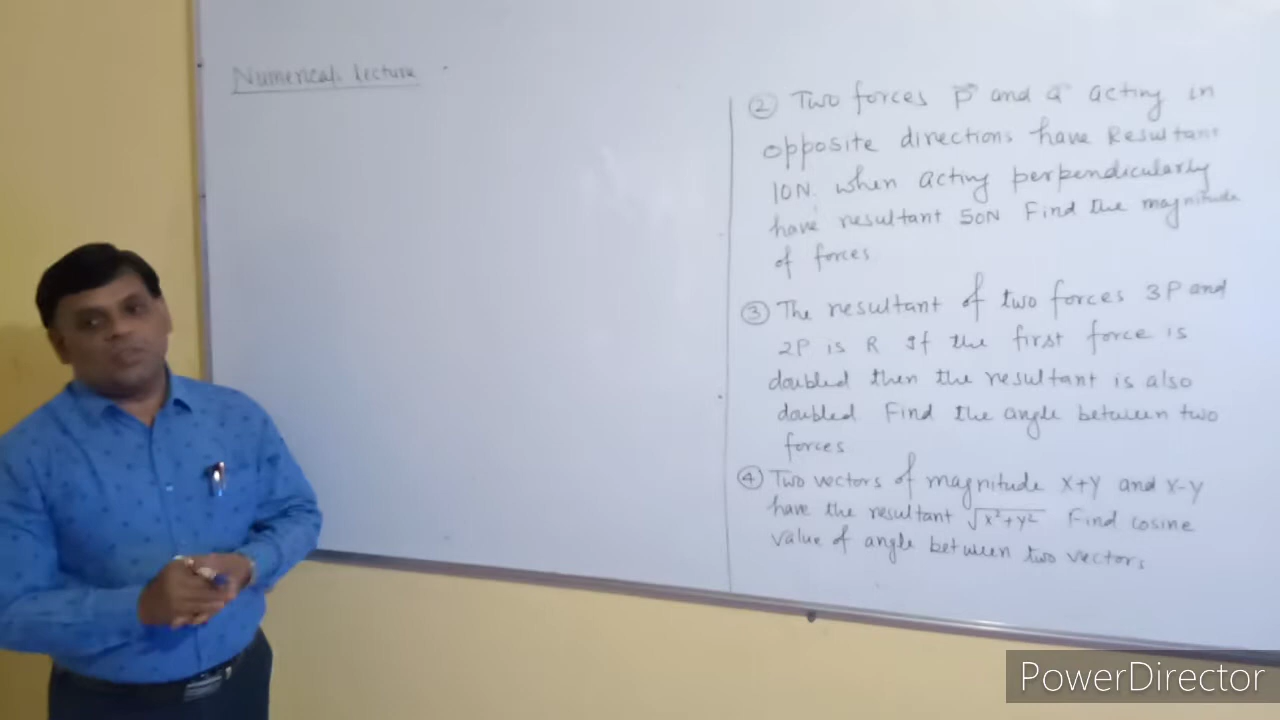 Numerical lecture
② Two forces P⃗ and Q⃗ acting in
opposite directions have Resultant
10N. when acting perpendicularly
have resultant 50N Find the magnitude
of forces
③ The resultant of two forces 3P and
2P is R If the first force is
doubled then the resultant is also
doubled Find the angle between two
forces
④ Two vectors of magnitude x+y and x-y
have the resultant √x²+y² Find cosine
value of angle between two vectors
PowerDirector